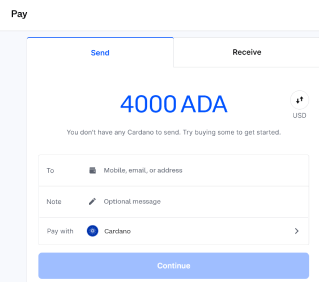 Pay
Send
Receive
4000 ADA
USD
You don't have any Cardano to send. Try buying some to get started.
To
Mobile, email, or address
Note
Optional message
Pay with
Cardano
Continue